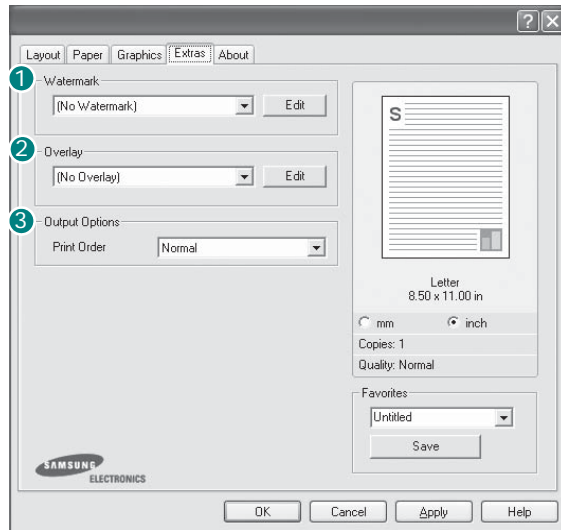 Layout Paper Graphics Extras About
1 Watermark
(No Watermark) Edit
2 Overlay
(No Overlay) Edit
3 Output Options
Print Order Normal
S
Letter
8.50 x 11.00 in
mm inch
Copies: 1
Quality: Normal
Favorites
Untitled
Save
SAMSUNG
ELECTRONICS
OK Cancel Apply Help